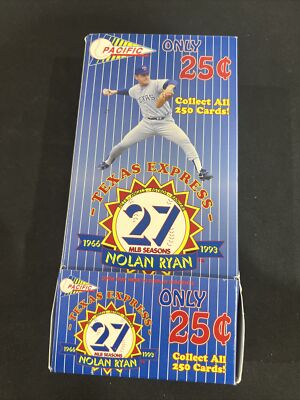 PACIFIC
ONLY
25¢
Collect All
250 Cards!
-TEXAS EXPRESS-
27
1966 1993
MLB SEASONS
NOLAN RYAN
PACIFIC
TEXAS EXPRESS
ONLY
25¢
27
1966 1993
MLB SEASONS
NOLAN RYAN
Collect All
250 Cards!